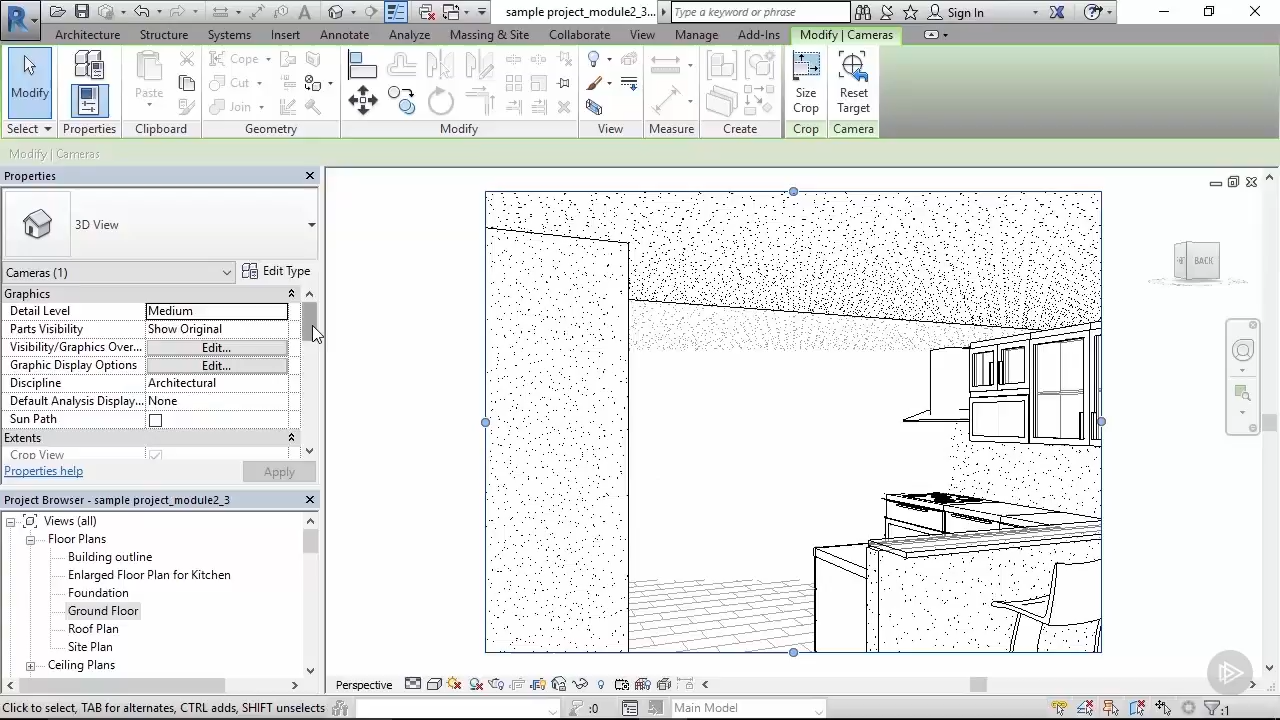 sample project_module2_3...
Type a keyword or phrase
Sign In
Architecture
Structure
Systems
Insert
Annotate
Analyze
Massing & Site
Collaborate
View
Manage
Add-Ins
Modify | Cameras
Modify
Paste
Cope
Cut
Join
Size
Crop
Reset
Target
Select
Properties
Clipboard
Geometry
Modify
View
Measure
Create
Crop
Camera
Modify | Cameras
Properties
3D View
Cameras (1)
Edit Type
Graphics
Detail Level Medium
Parts Visibility Show Original
Visibility/Graphics Over... Edit...
Graphic Display Options Edit...
Discipline Architectural
Default Analysis Display... None
Sun Path
Extents
Crop View
Properties help
Apply
Project Browser - sample project_module2_3
Views (all)
Floor Plans
Building outline
Enlarged Floor Plan for Kitchen
Foundation
Ground Floor
Roof Plan
Site Plan
Ceiling Plans
BACK
Perspective
Click to select, TAB for alternates, CTRL adds, SHIFT unselects
:0
Main Model
:1